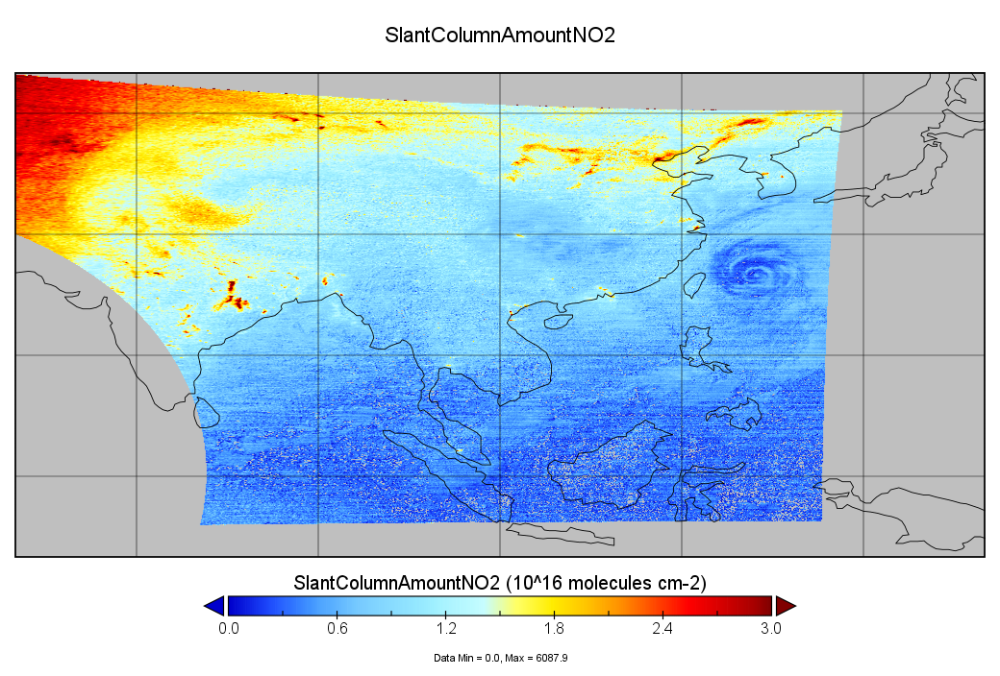 SlantColumnAmountNO2
SlantColumnAmountNO2 (10^16 molecules cm-2)
0.0 0.6 1.2 1.8 2.4 3.0
Data Min = 0.0, Max = 6087.9